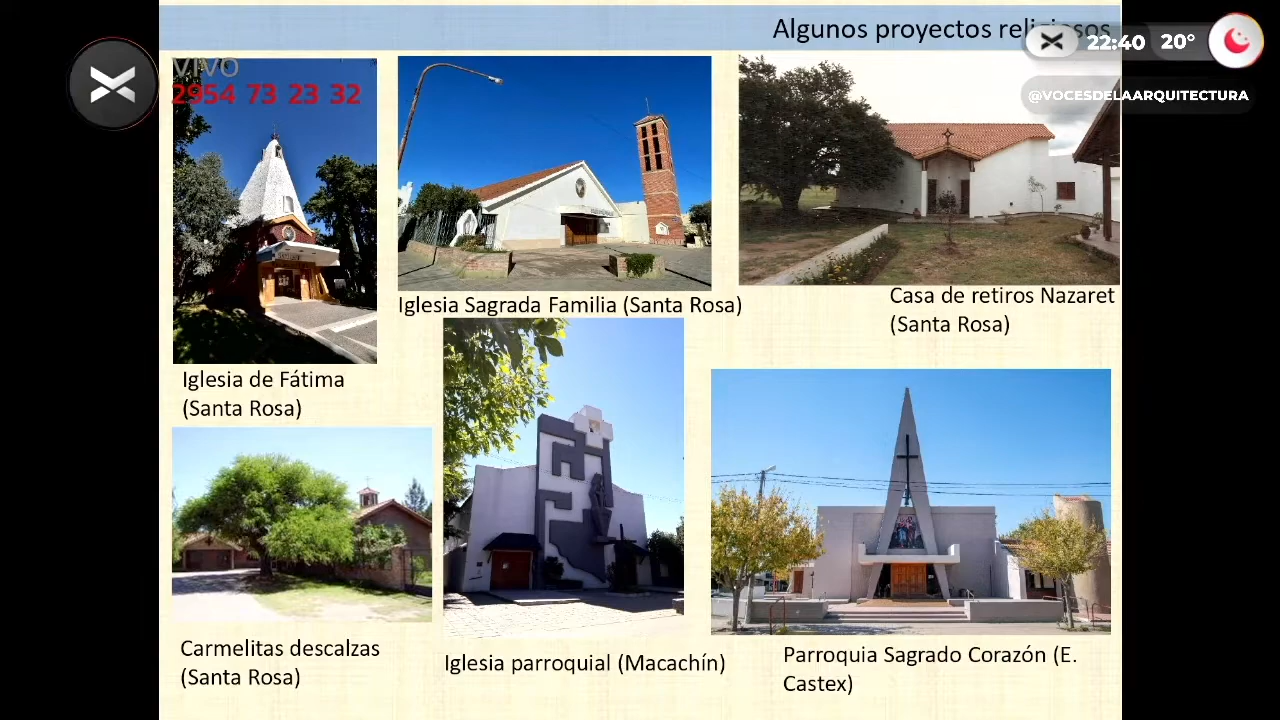 Algunos proyectos religiosos
22:40 20°
@VOCESDELAARQUITECTURA
VIVO
2954 73 23 32
Iglesia Sagrada Familia (Santa Rosa)
Casa de retiros Nazaret
(Santa Rosa)
Iglesia de Fátima
(Santa Rosa)
Carmelitas descalzas
(Santa Rosa)
Iglesia parroquial (Macachín)
Parroquia Sagrado Corazón (E.
Castex)